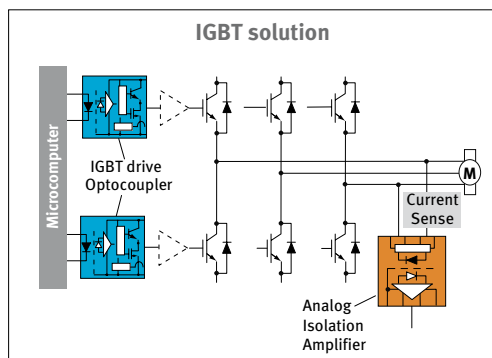 IGBT solution
Microcomputer
IGBT drive
Optocoupler
M
Current
Sense
Analog
Isolation
Amplifier